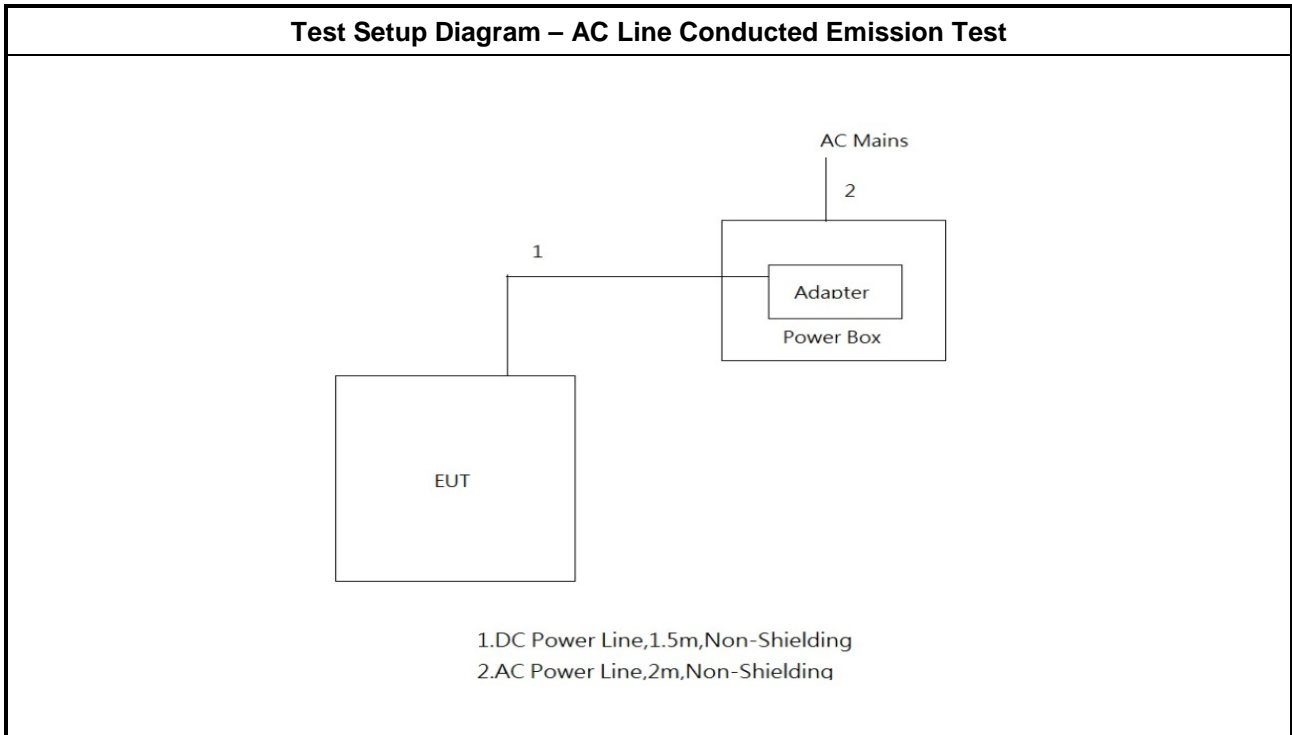 Test Setup Diagram – AC Line Conducted Emission Test
AC Mains
2
1
Adapter
Power Box
EUT
1.DC Power Line,1.5m,Non-Shielding
2.AC Power Line,2m,Non-Shielding